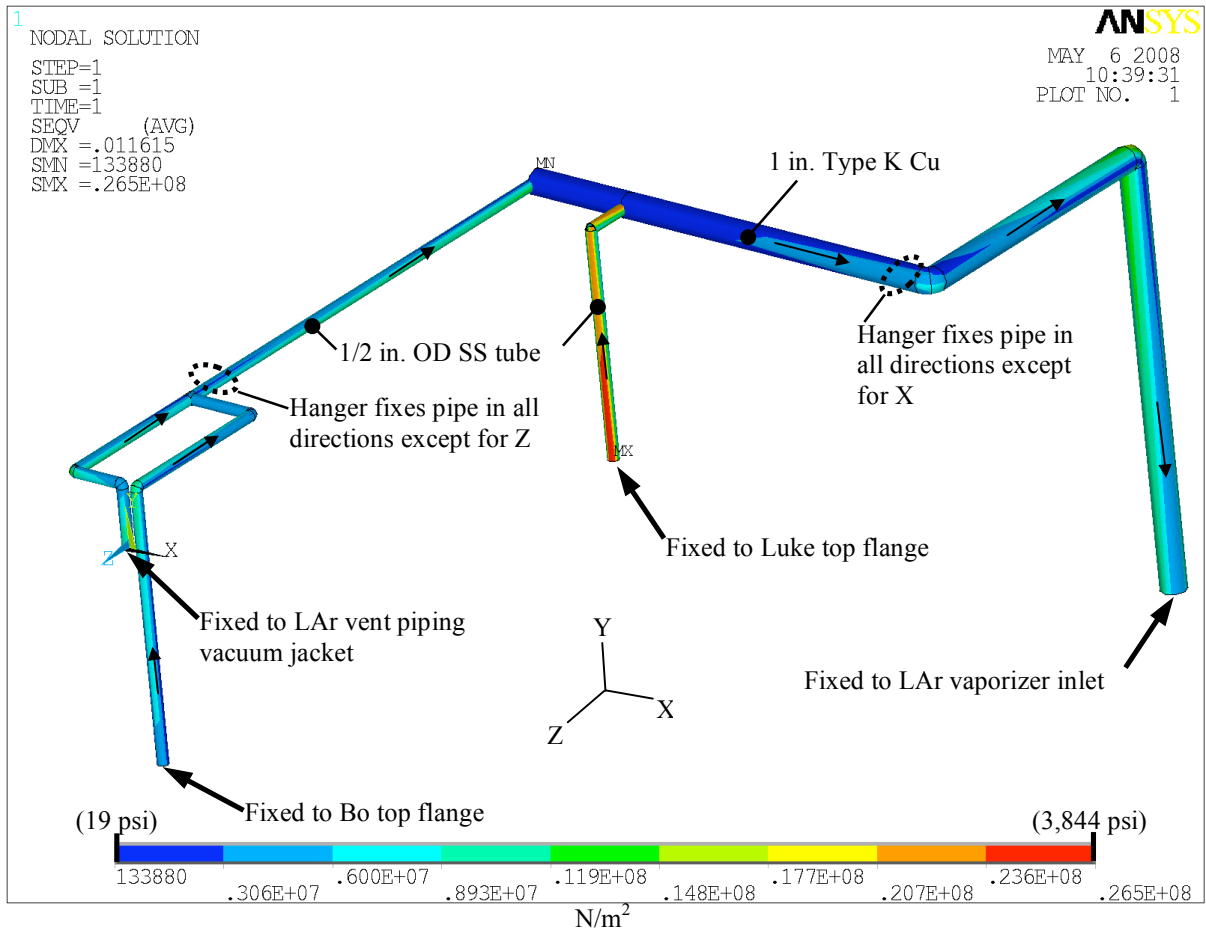 1
NODAL SOLUTION
STEP=1
SUB =1
TIME=1
SEQV (AVG)
DMX =.011615
SMN =133880
SMX =.265E+08
ANSYS
MAY 6 2008
10:39:31
PLOT NO. 1
MN
1 in. Type K Cu
1/2 in. OD SS tube
Hanger fixes pipe in all
directions except for Z
Hanger fixes pipe in
all directions except
for X
MX
Fixed to Luke top flange
Y
Z
X
Fixed to LAr vent piping
vacuum jacket
Y
X
Z
Fixed to LAr vaporizer inlet
Fixed to Bo top flange
(19 psi)
(3,844 psi)
133880
.306E+07
.600E+07
.893E+07
.119E+08
.148E+08
.177E+08
.207E+08
.236E+08
.265E+08
N/m²